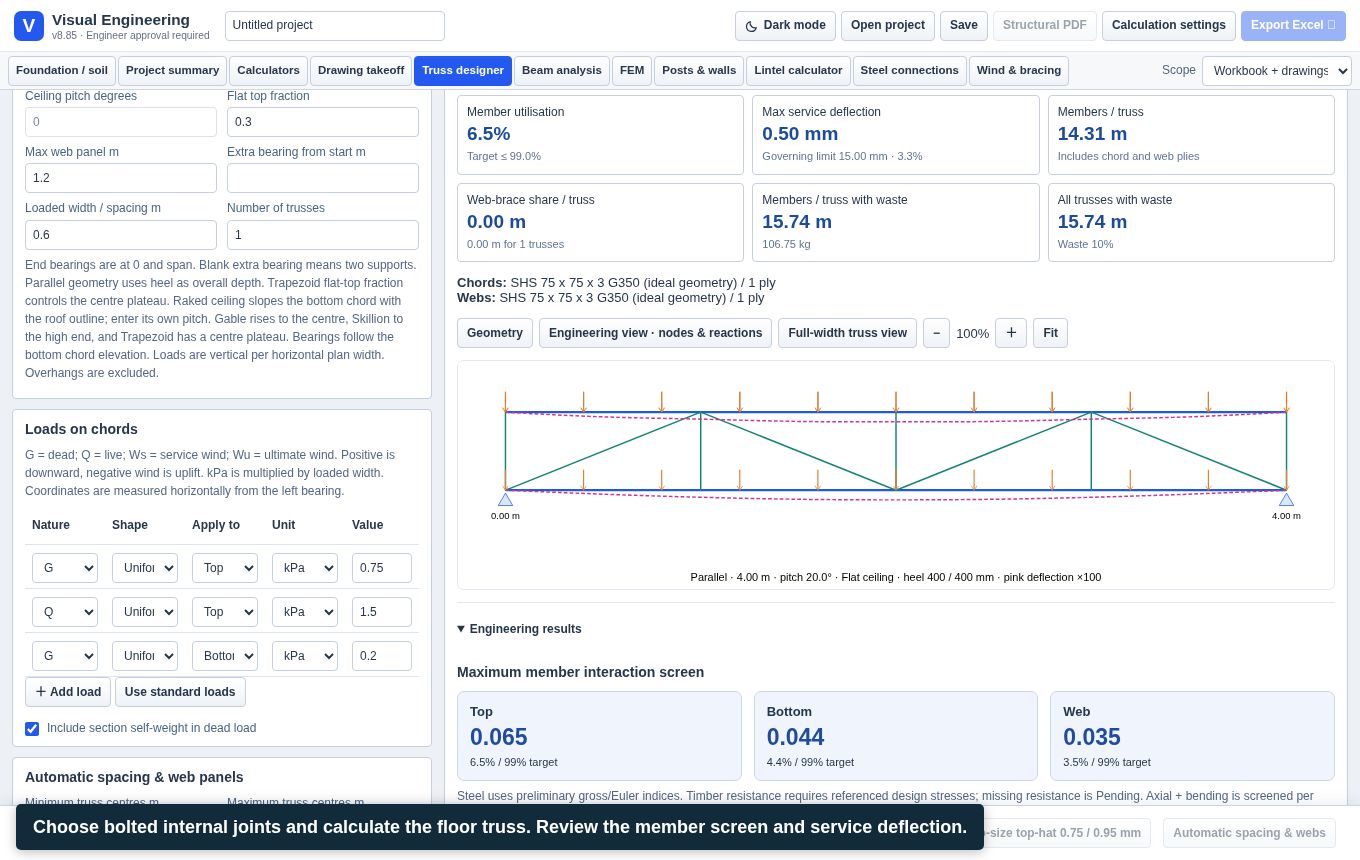 V Visual Engineering
v8.85 · Engineer approval required
Untitled project
Dark mode
Open project
Save
Structural PDF
Calculation settings
Export Excel
Foundation / soil
Project summary
Calculators
Drawing takeoff
Truss designer
Beam analysis
FEM
Posts & walls
Lintel calculator
Steel connections
Wind & bracing
Scope
Workbook + drawings
Ceiling pitch degrees
Flat top fraction
0
0.3
Max web panel m
Extra bearing from start m
1.2
Loaded width / spacing m
Number of trusses
0.6
1
End bearings are at 0 and span. Blank extra bearing means two supports.
Parallel geometry uses heel as overall depth. Trapezoid flat-top fraction
controls the centre plateau. Raked ceiling slopes the bottom chord with
the roof outline; enter its own pitch. Gable rises to the centre, Skillion to
the high end, and Trapezoid has a centre plateau. Bearings follow the
bottom chord elevation. Loads are vertical per horizontal plan width.
Overhangs are excluded.
Loads on chords
G = dead; Q = live; Ws = service wind; Wu = ultimate wind. Positive is
downward, negative wind is uplift. kPa is multiplied by loaded width.
Coordinates are measured horizontally from the left bearing.
Nature Shape Apply to Unit Value
G Unifor Top kPa 0.75
Q Unifor Top kPa 1.5
G Unifor Bottor kPa 0.2
+ Add load
Use standard loads
Include section self-weight in dead load
Automatic spacing & web panels
Minimum truss centres m
Maximum truss centres m
Member utilisation
6.5%
Target ≤ 99.0%
Max service deflection
0.50 mm
Governing limit 15.00 mm · 3.3%
Members / truss
14.31 m
Includes chord and web plies
Web-brace share / truss
0.00 m
0.00 m for 1 trusses
Members / truss with waste
15.74 m
106.75 kg
All trusses with waste
15.74 m
Waste 10%
Chords: SHS 75 x 75 x 3 G350 (ideal geometry) / 1 ply
Webs: SHS 75 x 75 x 3 G350 (ideal geometry) / 1 ply
Geometry
Engineering view · nodes & reactions
Full-width truss view
−
100%
+
Fit
0.00 m
4.00 m
Parallel · 4.00 m · pitch 20.0° · Flat ceiling · heel 400 / 400 mm · pink deflection ×100
▼ Engineering results
Maximum member interaction screen
Top
0.065
6.5% / 99% target
Bottom
0.044
4.4% / 99% target
Web
0.035
3.5% / 99% target
Steel uses preliminary gross/Euler indices. Timber resistance requires referenced design stresses; missing resistance is Pending. Axial + bending is screened per
Choose bolted internal joints and calculate the floor truss. Review the member screen and service deflection.
-size top-hat 0.75 / 0.95 mm
Automatic spacing & webs